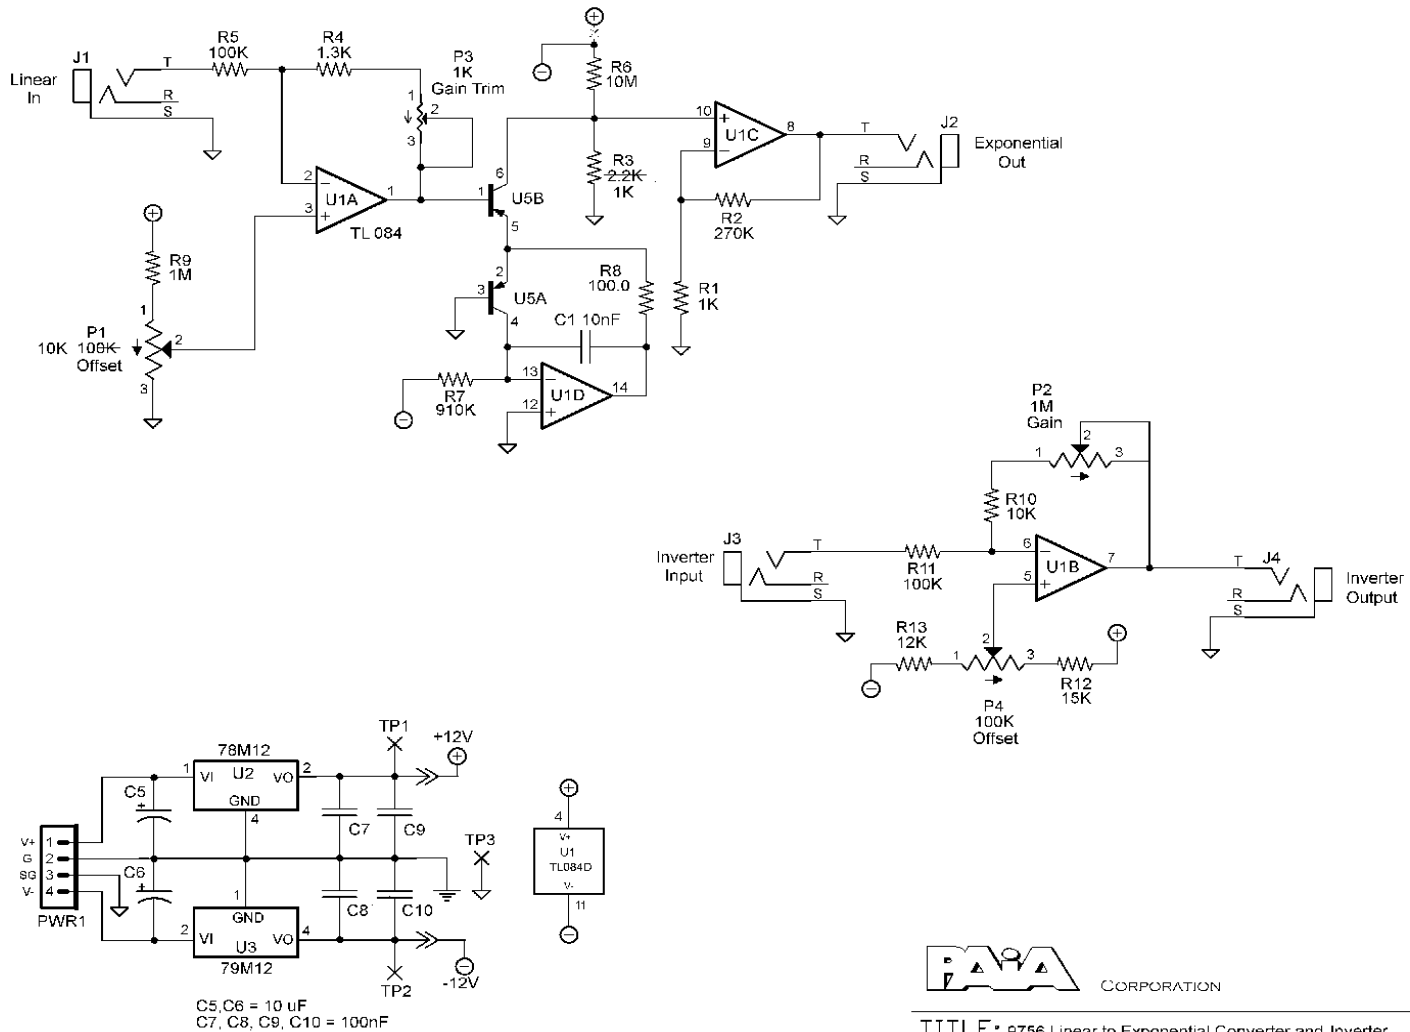 J1
Linear
In
T
R
S
R5
100K
R4
1.3K
P3
1K
Gain Trim
1
2
3
2
3
1
U1A
TL 084
R9
1M
1
2
3
P1
10K 100K
Offset
R6
10M
R3
2.2K
1K
6
1
U5B
5
2
3
U5A
4
R8
100.0
C1 10nF
R7
910K
13
12
14
U1D
10
9
8
U1C
R2
270K
R1
1K
T
R
S
J2
Exponential
Out
P2
1M
Gain
1
2
3
R10
10K
J3
Inverter
Input
T
R
S
R11
100K
6
5
7
U1B
T
R
S
J4
Inverter
Output
R13
12K
1
2
3
R12
15K
P4
100K
Offset
78M12
1
VI
U2
VO
2
GND
4
TP1
+12V
C5
C6
C7
C9
C8
C10
TP3
V+ 1
G 2
SG 3
V- 4
PWR1
1
GND
2
VI
U3
VO
4
79M12
TP2
-12V
4
V+
U1
TL084D
V-
11
C5,C6 = 10 uF
C7, C8, C9, C10 = 100nF
PAiA
CORPORATION
TITLE: 9756 Linear to Exponential Converter and Inverter